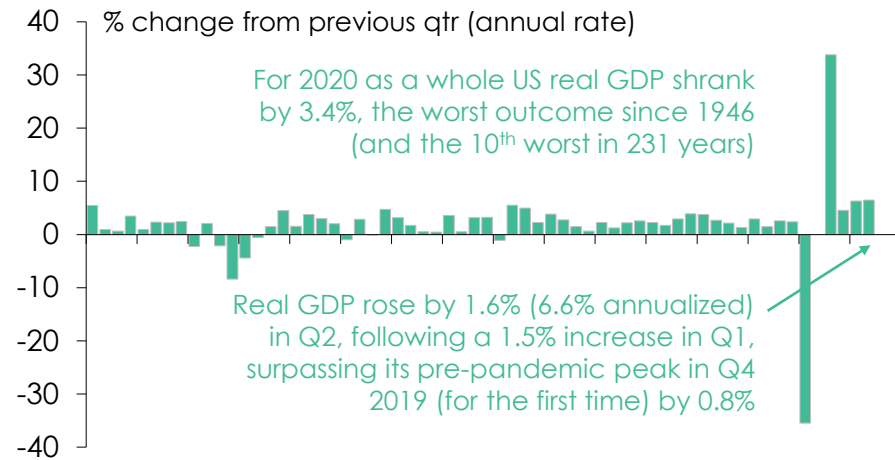 % change from previous qtr (annual rate)
40
30
20
10
0
-10
-20
-30
-40
For 2020 as a whole US real GDP shrank
by 3.4%, the worst outcome since 1946
(and the 10th worst in 231 years)
Real GDP rose by 1.6% (6.6% annualized)
in Q2, following a 1.5% increase in Q1,
surpassing its pre-pandemic peak in Q4
2019 (for the first time) by 0.8%